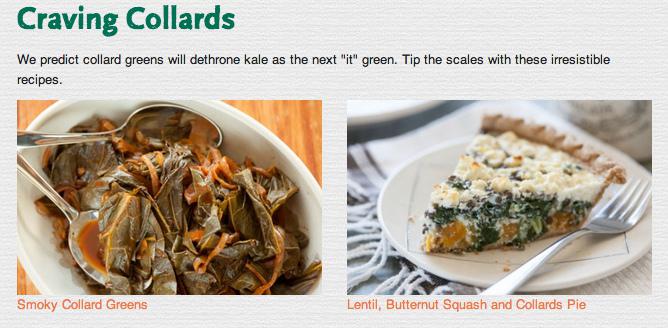 Craving Collards
We predict collard greens will dethrone kale as the next "it" green. Tip the scales with these irresistible
recipes.
Smoky Collard Greens
Lentil, Butternut Squash and Collards Pie